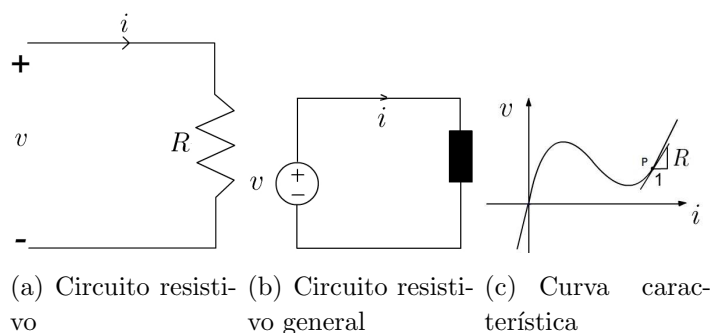 i
+
v
R
-
i
v
+
−
v
P
R
1
i
(a) Circuito resisti-
vo
(b) Circuito resisti-
vo general
(c) Curva carac-
terística